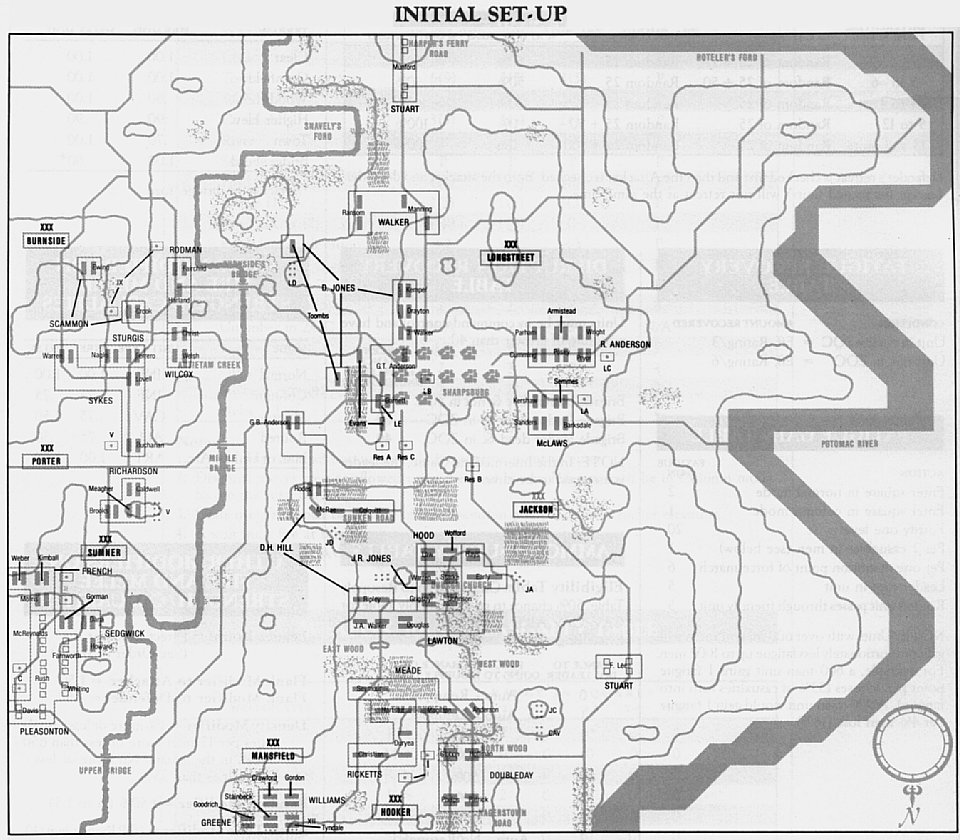 INITIAL SET-UP
HARPER'S FERRY
ROAD
Munford
STUART
BOTELER'S FORD
SNAVELY'S
FORD
Ransom
Manning
WALKER
XXX
BURNSIDE
RODMAN
Fairchild
BURNSIDE'S
BRIDGE
XXX
LONGSTREET
Ewing
IX
Harland
LD
D. JONES
Kemper
Drayton
Toombs
Crook
SCAMMON
STURGIS
Christ
Walker
Armistead
Parham
Wright
R. ANDERSON
Warren
Nagle
Ferrero
Welsh
ANTIETAM CREEK
WILCOX
Cumming
Posey
Pryor
LC
Lovell
G.T. Anderson
LB
SHARPSBURG
Semmes
SYKES
Garnett
Kershaw
LA
Evans
LE
Sanders
Barksdale
McLAWS
G.B. Anderson
V
Buchanan
XXX
PORTER
MIDDLE
BRIDGE
Res A
Res C
Res B
POTOMAC RIVER
RICHARDSON
Meagher
Caldwell
Brooke
V
Rodes
McRae
Colquitt
SUNKEN ROAD
XXX
JACKSON
XXX
SUMNER
JD
HOOD
Wofford
D.H. HILL
J.R. JONES
Weber
Kimball
FRENCH
Law
Warren
Starke
Early
DUNKER CHURCH
JA
Morris
Gorman
Ripley
Grigsby
Johnson
Dana
McReynolds
SEDGWICK
J.A. Walker
Douglas
LAWTON
Howard
Farnsworth
EAST WOOD
WEST WOOD
C
Rush
MEADE
F. Lee
STUART
Whiting
Seymour
Davis
Magilton
Anderson
JC
PLEASONTON
CAV
Duryea
XXX
MANSFIELD
NORTH WOOD
UPPER BRIDGE
Christian
Hofmann
I
RICKETTS
DOUBLEDAY
Crawford
Gordon
Stainbeck
WILLIAMS
XXX
HOOKER
Phelps
Patrick
Goodrich
HAGERSTOWN
ROAD
GREENE
XII
Tyndale
N